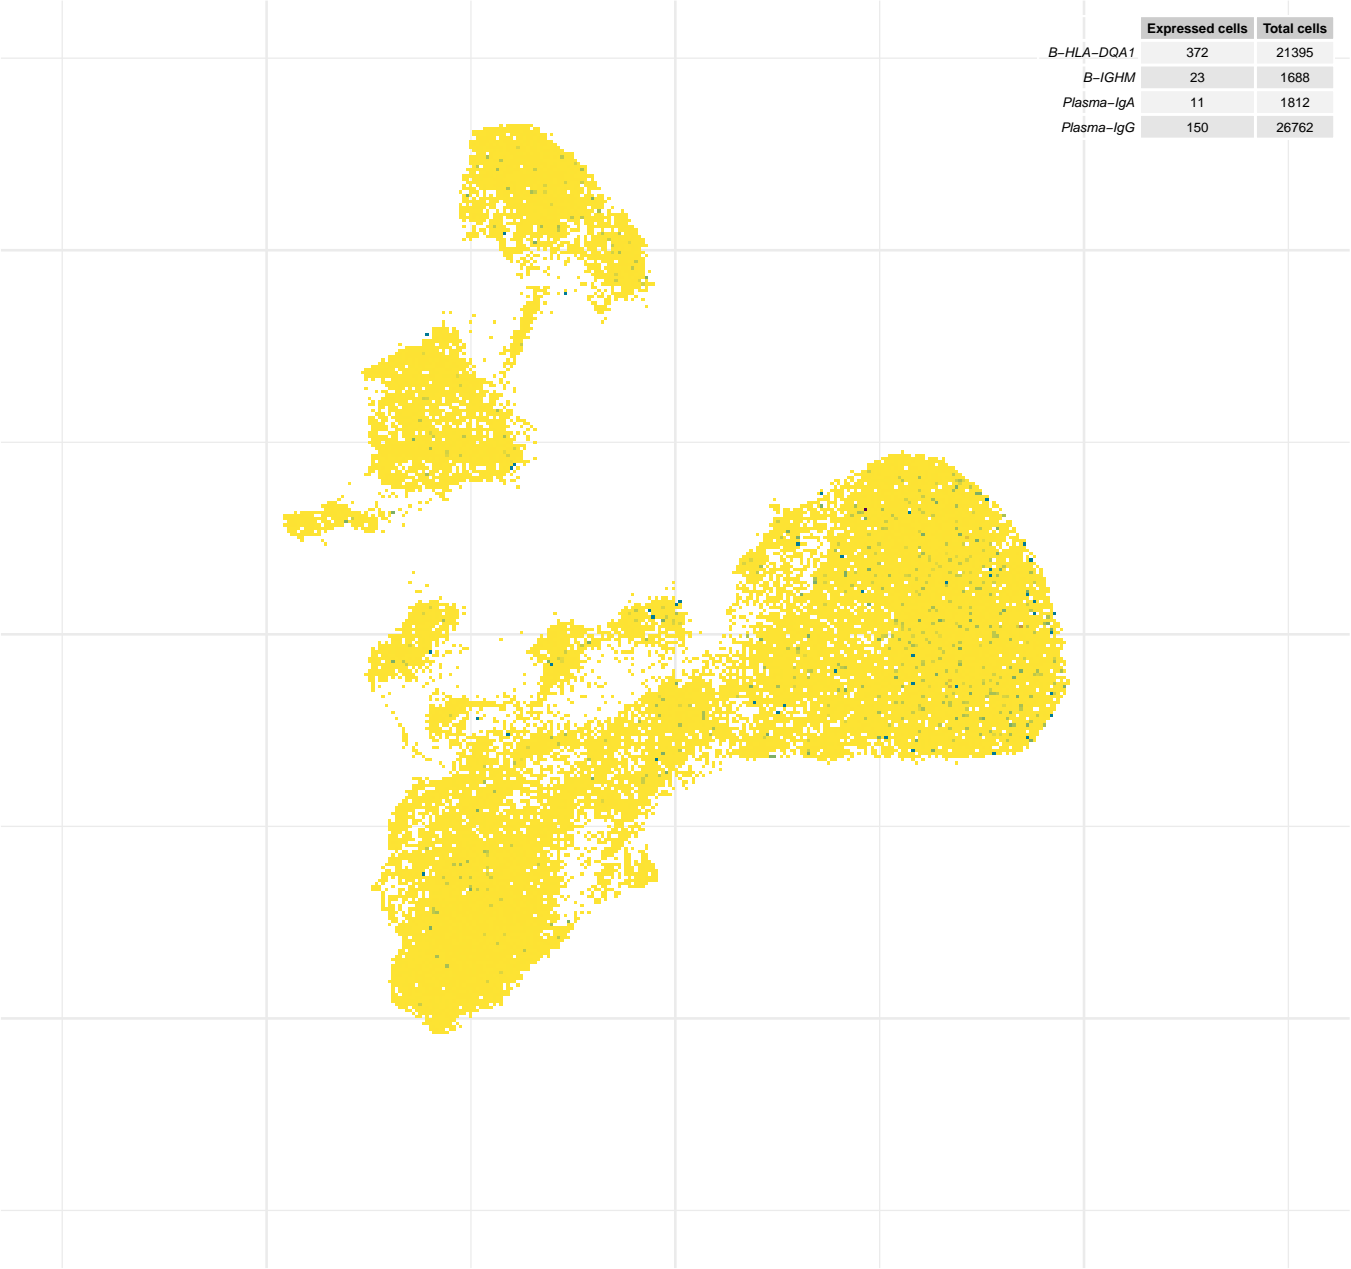 Expressed cells Total cells
B−HLA−DQA1 372 21395
B−IGHM 23 1688
Plasma−IgA 11 1812
Plasma−IgG 150 26762